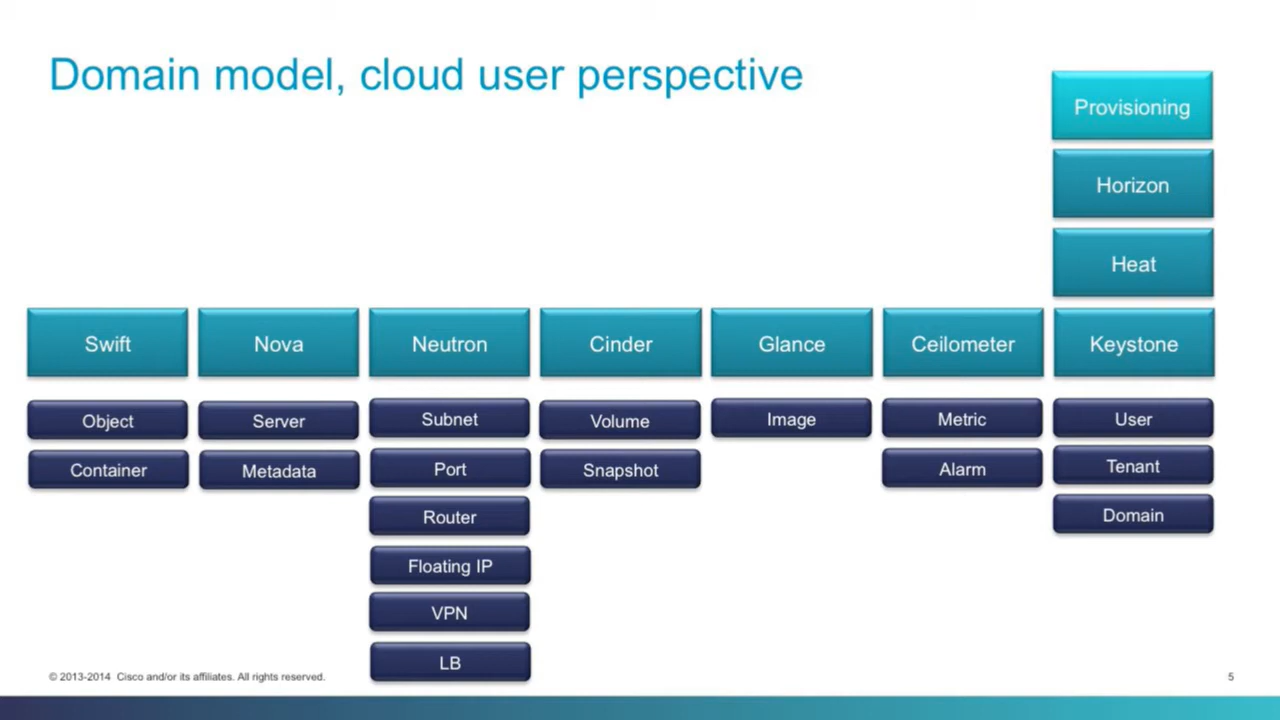 Domain model, cloud user perspective
Provisioning
Horizon
Heat
Swift
Nova
Neutron
Cinder
Glance
Ceilometer
Keystone
Object
Server
Subnet
Volume
Image
Metric
User
Container
Metadata
Port
Snapshot
Alarm
Tenant
Router
Domain
Floating IP
VPN
LB
© 2013-2014 Cisco and/or its affiliates. All rights reserved.
5